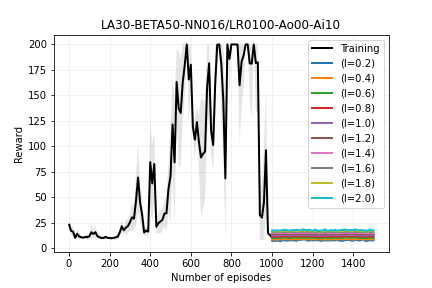 LA30-BETA50-NN016/LR0100-Ao00-Ai10
200
175
150
125
100
75
50
25
0
Reward
0 200 400 600 800 1000 1200 1400
Number of episodes
Training
(l=0.2)
(l=0.4)
(l=0.6)
(l=0.8)
(l=1.0)
(l=1.2)
(l=1.4)
(l=1.6)
(l=1.8)
(l=2.0)